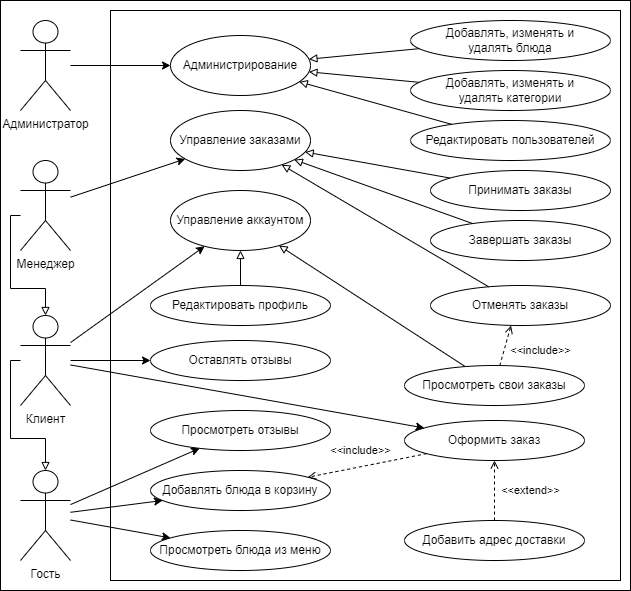 Добавлять, изменять и
удалять блюда
Администрирование
Добавлять, изменять и
удалять категории
Администратор
Редактировать пользователей
Управление заказами
Принимать заказы
Управление аккаунтом
Завершать заказы
Менеджер
Редактировать профиль
Отменять заказы
<<include>>
Оставлять отзывы
Просмотреть свои заказы
Клиент
Просмотреть отзывы
Оформить заказ
<<include>>
Добавлять блюда в корзину
<<extend>>
Просмотреть блюда из меню
Добавить адрес доставки
Гость